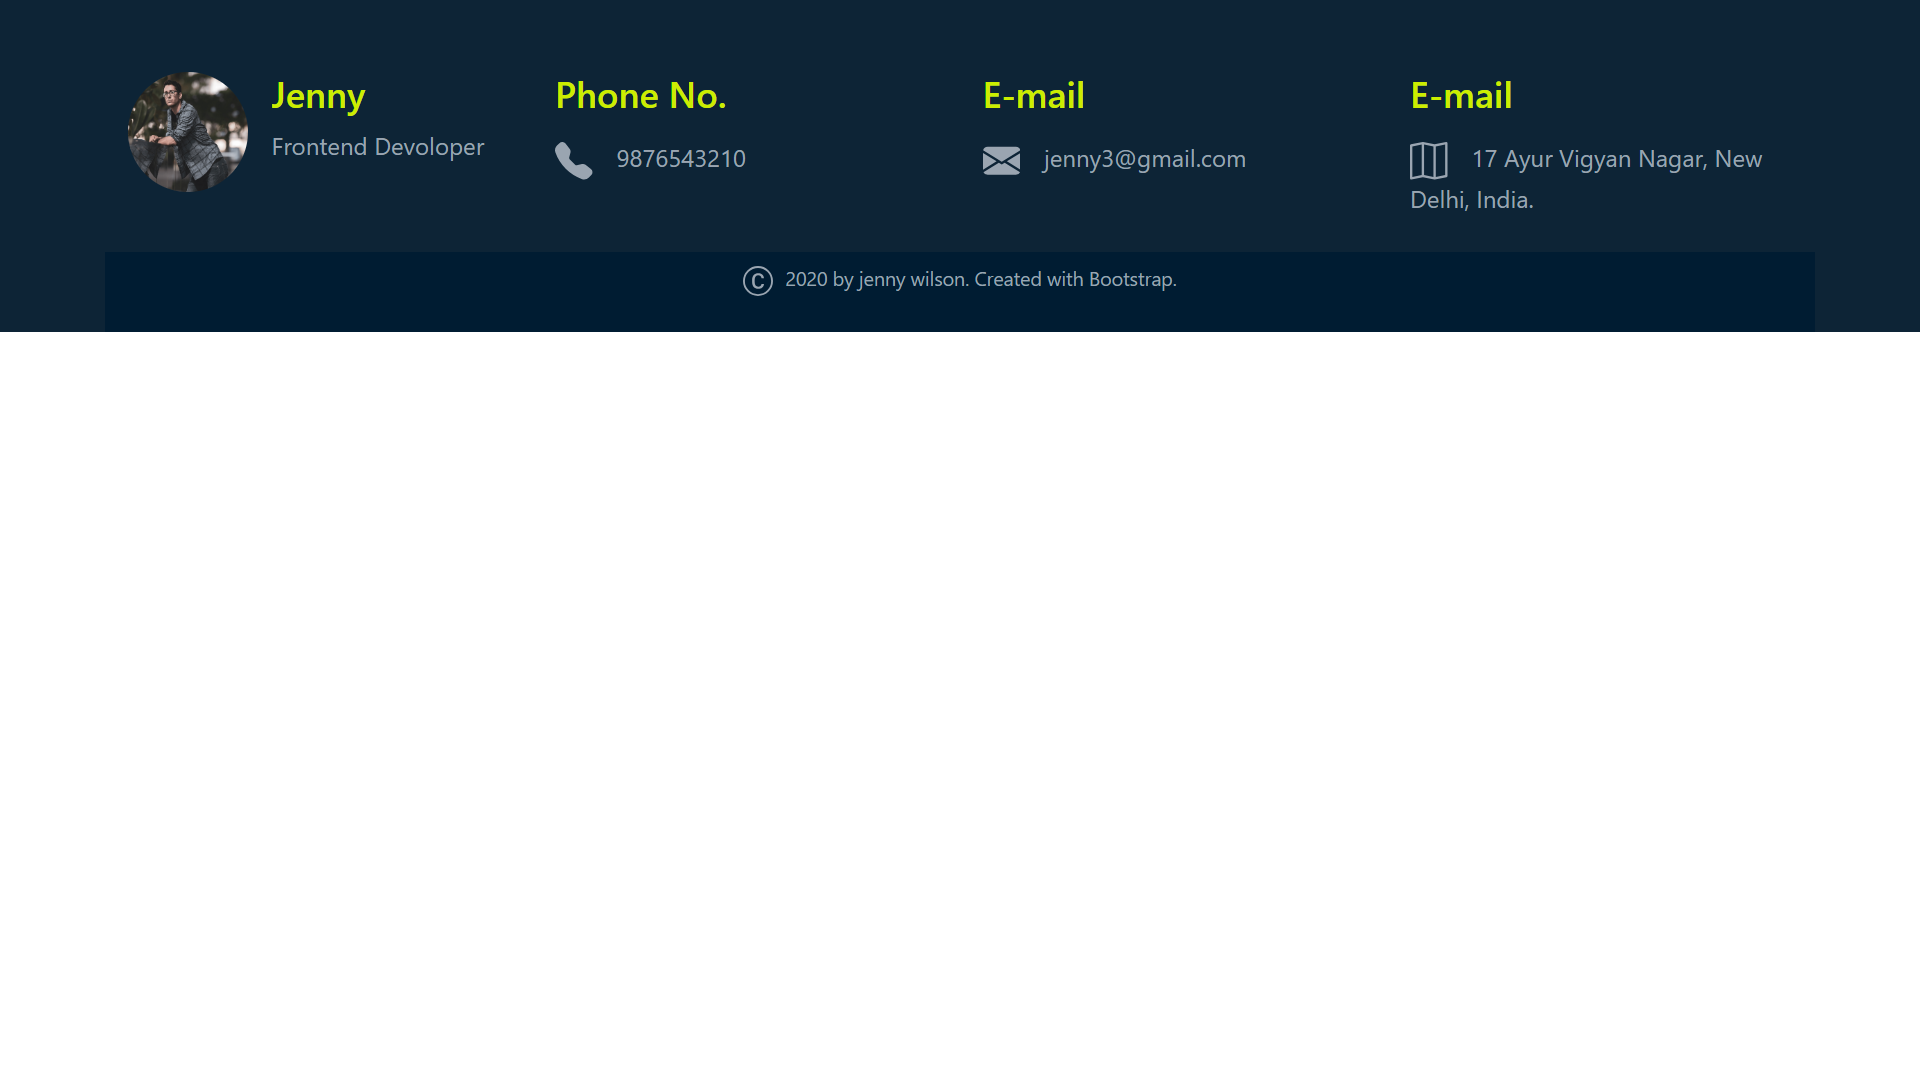 Jenny
Frontend Devoloper
Phone No.
9876543210
E-mail
jenny3@gmail.com
E-mail
17 Ayur Vigyan Nagar, New
Delhi, India.
© 2020 by jenny wilson. Created with Bootstrap.